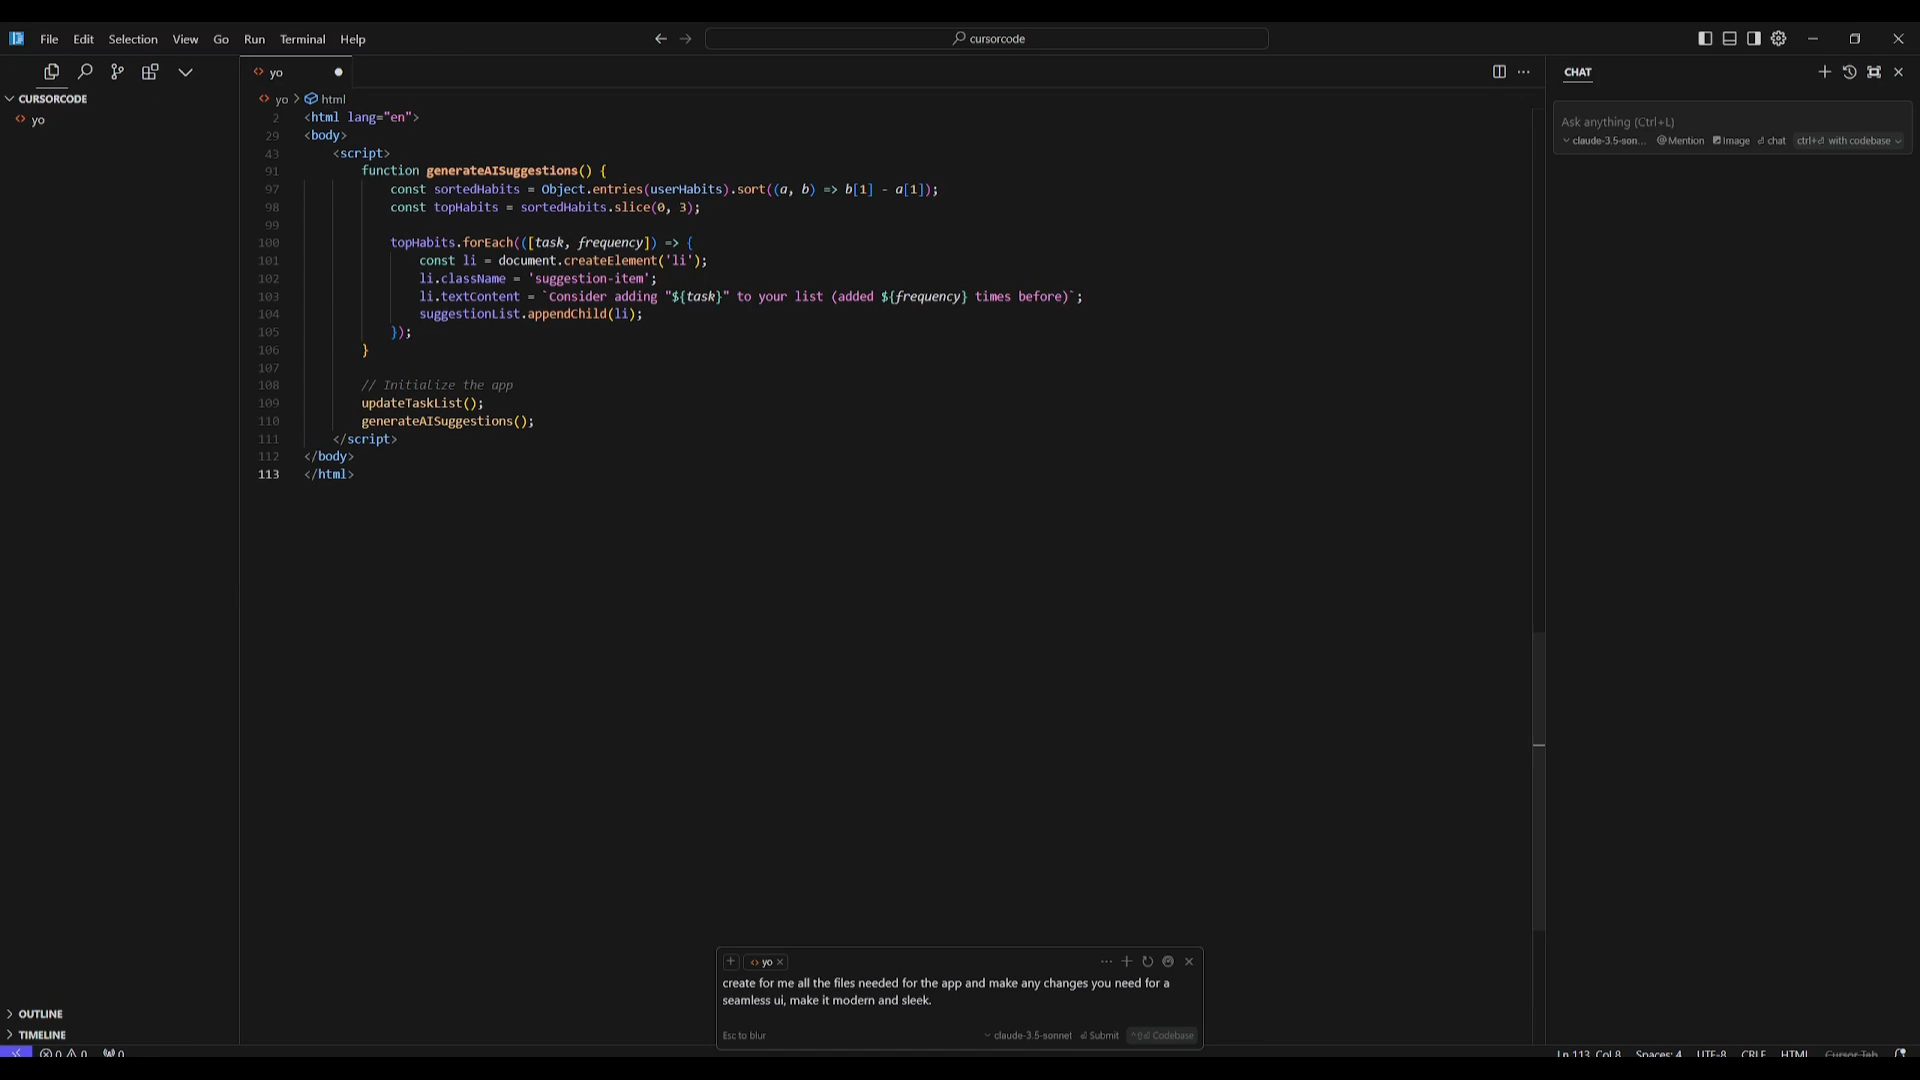 File Edit Selection View Go Run Terminal Help
cursorcode
CURSORCODE
yo
yo
yo > html
2 <html lang="en">
29 <body>
43 <script>
91 function generateAISuggestions() {
97 const sortedHabits = Object.entries(userHabits).sort((a, b) => b[1] - a[1]);
98 const topHabits = sortedHabits.slice(0, 3);
99
100 topHabits.forEach(([task, frequency]) => {
101 const li = document.createElement('li');
102 li.className = 'suggestion-item';
103 li.textContent = `Consider adding "${task}" to your list (added ${frequency} times before)`;
104 suggestionList.appendChild(li);
105 });
106 }
107
108 // Initialize the app
109 updateTaskList();
110 generateAISuggestions();
111 </script>
112 </body>
113 </html>
CHAT
Ask anything (Ctrl+L)
claude-3.5-son... @Mention Image chat ctrl+⏎ with codebase
yo
create for me all the files needed for the app and make any changes you need for a
seamless ui, make it modern and sleek.
Esc to blur claude-3.5-sonnet ⏎ Submit ^⇧⏎ Codebase
OUTLINE
TIMELINE
0 0 0
Ln 113, Col 8 Spaces: 4 UTF-8 CRLF HTML Cursor Tab